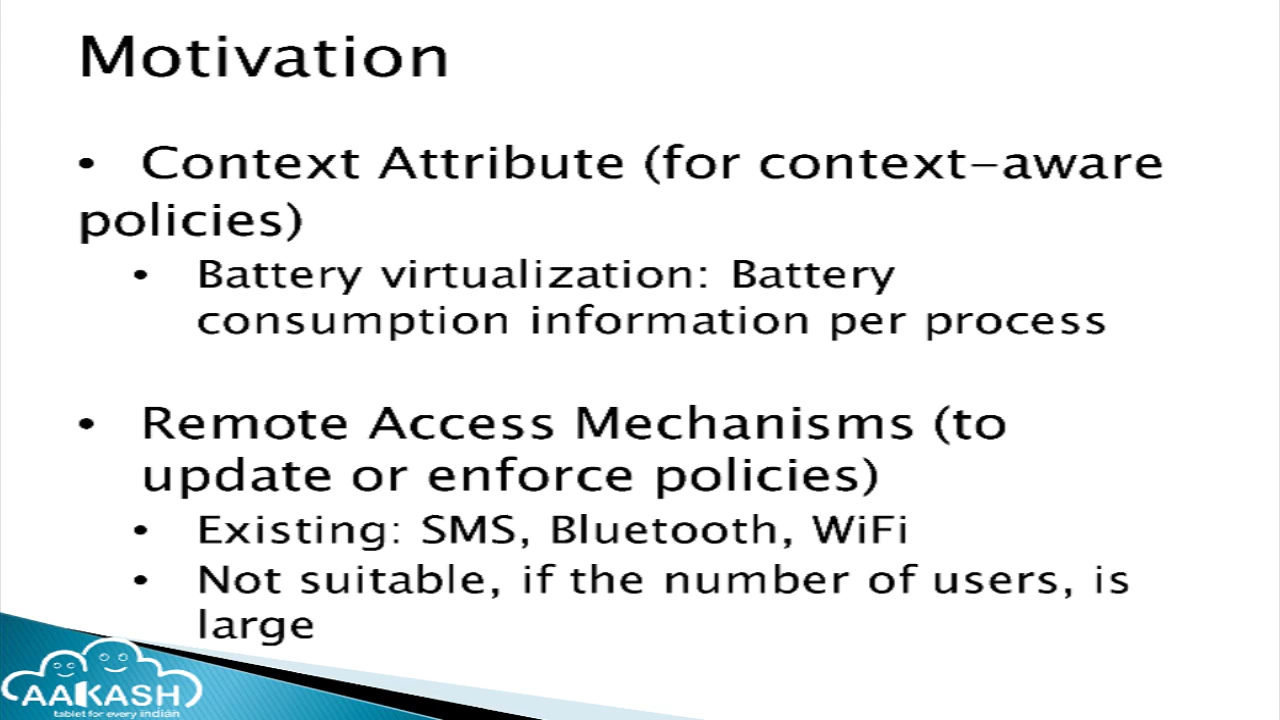 Motivation
• Context Attribute (for context-aware
policies)
• Battery virtualization: Battery
consumption information per process
• Remote Access Mechanisms (to
update or enforce policies)
• Existing: SMS, Bluetooth, WiFi
• Not suitable, if the number of users, is
large
AAKASH
tablet for every indian